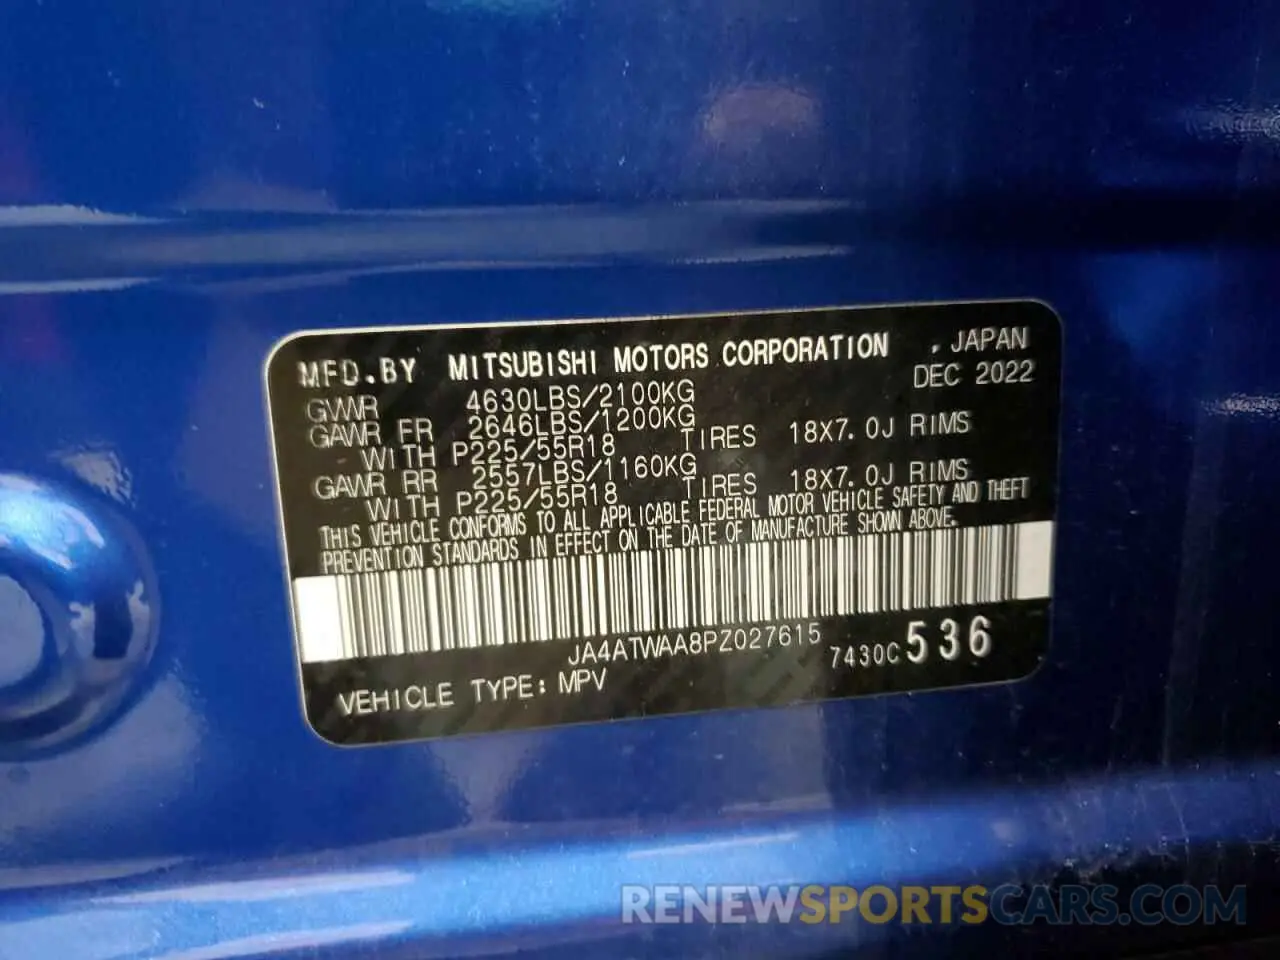 MFD.BY MITSUBISHI MOTORS CORPORATION , JAPAN
DEC 2022
GVWR 4630LBS/2100KG
GAWR FR 2646LBS/1200KG
WITH P225/55R18 TIRES 18X7.0J RIMS
GAWR RR 2557LBS/1160KG
WITH P225/55R18 TIRES 18X7.0J RIMS
THIS VEHICLE CONFORMS TO ALL APPLICABLE FEDERAL MOTOR VEHICLE SAFETY AND THEFT
PREVENTION STANDARDS IN EFFECT ON THE DATE OF MANUFACTURE SHOWN ABOVE.
JA4ATWAA8PZ027615 7430C 536
VEHICLE TYPE: MPV
RENEWSPORTSCARS.COM